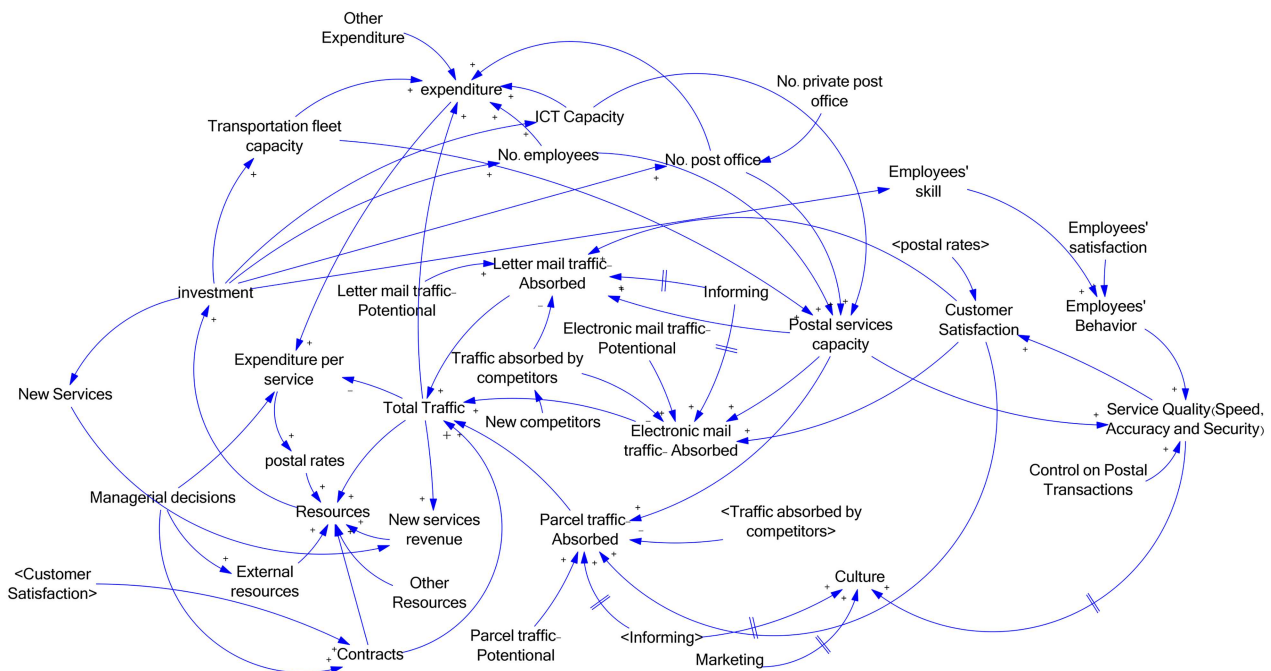 Other
Expenditure
expenditure
No. private post
office
ICT Capacity
Transportation fleet
capacity
No. employees
No. post office
Employees'
skill
Employees'
satisfaction
<postal rates>
Letter mail traffic-
Absorbed
investment
Letter mail traffic-
Potentional
Informing
Employees'
Behavior
Customer
Satisfaction
Postal services
capacity
Electronic mail traffic-
Potentional
Expenditure per
service
Traffic absorbed by
competitors
New Services
Total Traffic
New competitors
Service Quality(Speed,
Accuracy and Security)
Electronic mail
traffic- Absorbed
postal rates
Control on Postal
Transactions
Managerial decisions
Resources
New services
revenue
Parcel traffic-
Absorbed
<Traffic absorbed by
competitors>
External
resources
<Customer
Satisfaction>
Other
Resources
Culture
Parcel traffic-
Potentional
<Informing>
Contracts
Marketing